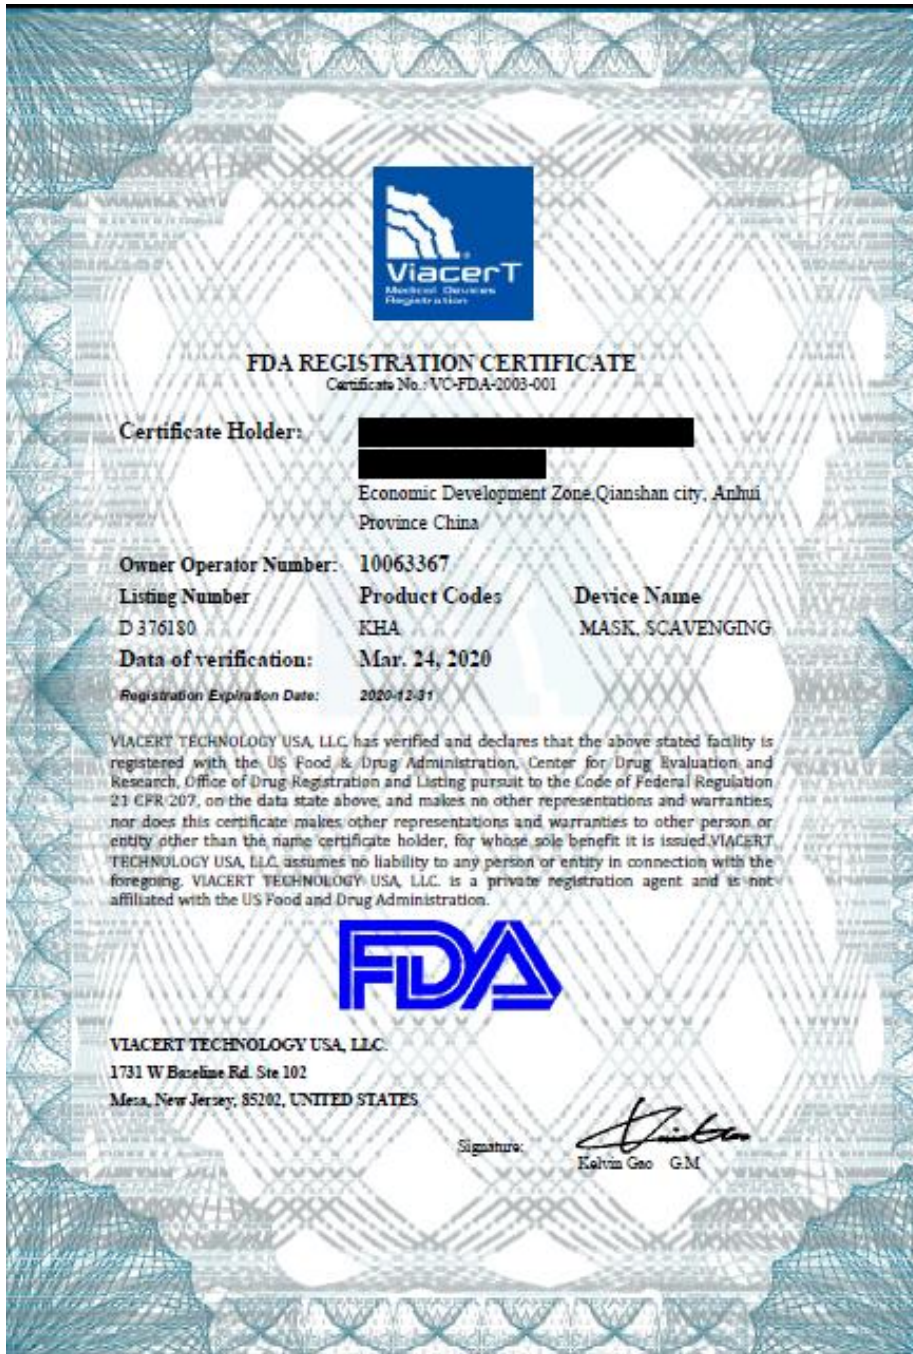 ViacerT
Medical Devices
Registration
FDA REGISTRATION CERTIFICATE
Certificate No.: VC-FDA-2003-001
Certificate Holder:
Economic Development Zone,Qianshan city, Anhui
Province China
Owner Operator Number: 10063367
Listing Number Product Codes Device Name
D 376180 KHA MASK, SCAVENGING
Data of verification: Mar. 24, 2020
Registration Expiration Date: 2020-12-31
VIACERT TECHNOLOGY USA, LLC. has verified and declares that the above stated facility is
registered with the US Food & Drug Administration, Center for Drug Evaluation and
Research, Office of Drug Registration and Listing pursuant to the Code of Federal Regulation
21 CFR 207, on the data state above, and makes no other representations and warranties,
nor does this certificate makes other representations and warranties to other person or
entity other than the name certificate holder, for whose sole benefit it is issued.VIACERT
TECHNOLOGY USA, LLC. assumes no liability to any person or entity in connection with the
foregoing. VIACERT TECHNOLOGY USA, LLC. is a private registration agent and is not
affiliated with the US Food and Drug Administration.
FDA
VIACERT TECHNOLOGY USA, LLC.
1731 W Baseline Rd. Ste 102
Mesa, New Jersey, 85202, UNITED STATES
Signature:
Kelvin Gao G.M